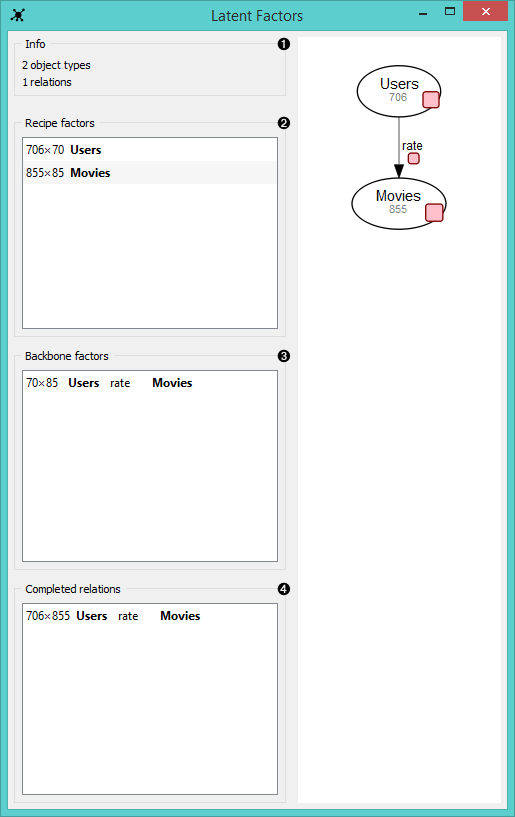 Latent Factors
Info ❶
2 object types
1 relations
Recipe factors ❷
706×70 Users
855×85 Movies
Backbone factors ❸
70×85 Users rate Movies
Completed relations ❹
706×855 Users rate Movies
Users
706
rate
Movies
855